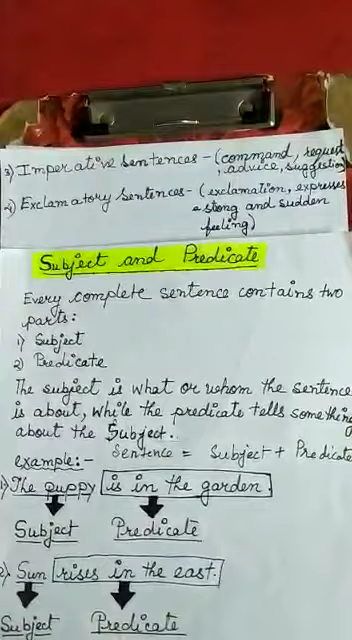 3) Imperative sentences - (command, request
, advice, suggestion)
4) Exclamatory sentences - (exclamation, expresses
a stong and sudden
feeling)
Subject and Predicate
Every complete sentence contains two
parts:
1) Subject
2) Predicate
The subject is what or whom the sentence
is about, while the predicate tells something
about the Subject.
Sentence = Subject + Predicate
example:-
1) The puppy is in the garden.
Subject Predicate
2) Sun rises in the east.
Subject Predicate